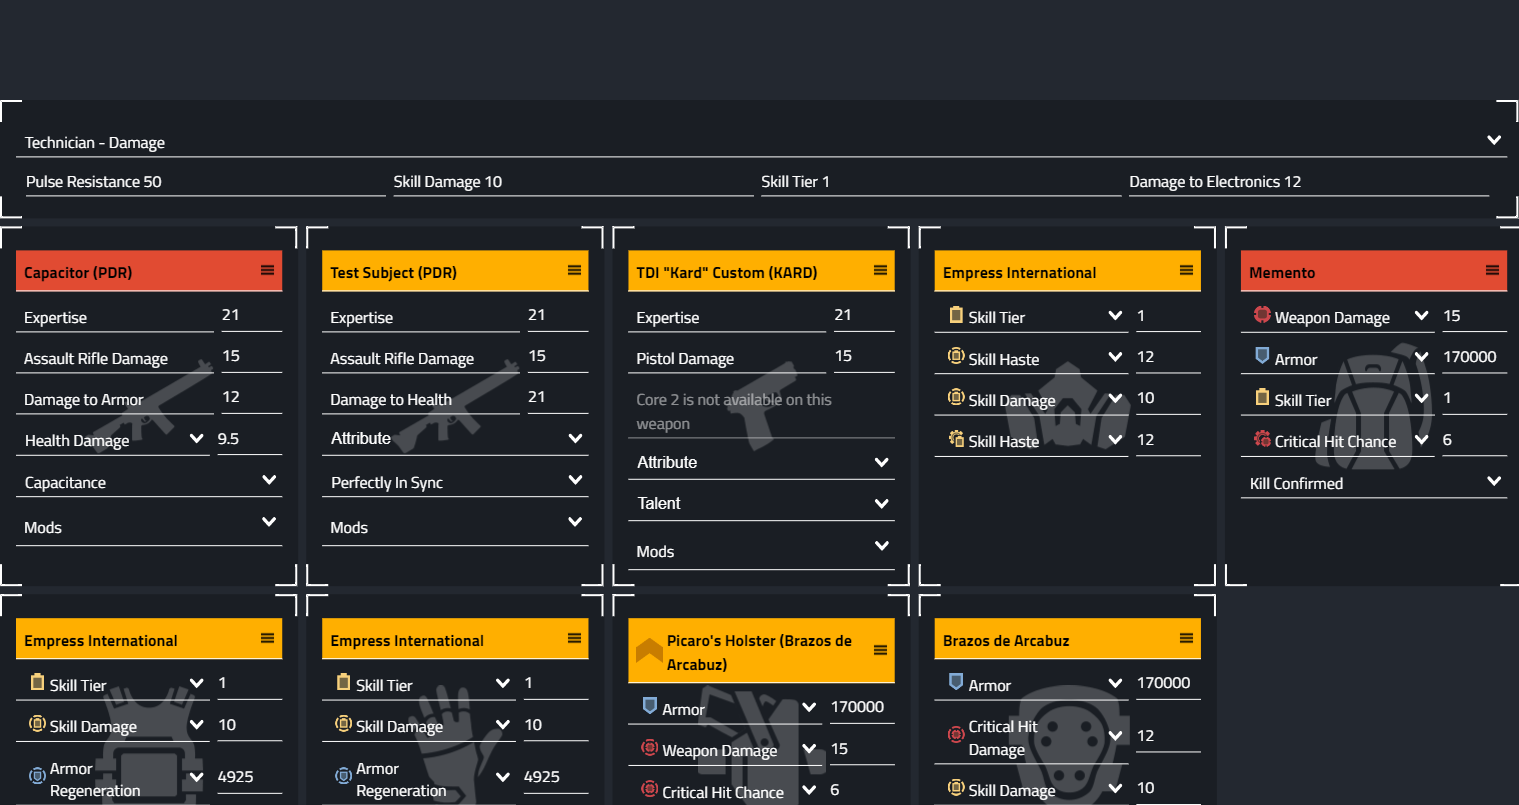 Technician - Damage
Pulse Resistance 50
Skill Damage 10
Skill Tier 1
Damage to Electronics 12
Capacitor (PDR)
Expertise 21
Assault Rifle Damage 15
Damage to Armor 12
Health Damage 9.5
Capacitance
Mods
Test Subject (PDR)
Expertise 21
Assault Rifle Damage 15
Damage to Health 21
Attribute
Perfectly In Sync
Mods
TDI "Kard" Custom (KARD)
Expertise 21
Pistol Damage 15
Core 2 is not available on this
weapon
Attribute
Talent
Mods
Empress International
Skill Tier 1
Skill Haste 12
Skill Damage 10
Skill Haste 12
Memento
Weapon Damage 15
Armor 170000
Skill Tier 1
Critical Hit Chance 6
Kill Confirmed
Empress International
Skill Tier 1
Skill Damage 10
Armor
Regeneration 4925
Empress International
Skill Tier 1
Skill Damage 10
Armor
Regeneration 4925
Picaro's Holster (Brazos de
Arcabuz)
Armor 170000
Weapon Damage 15
Critical Hit Chance 6
Brazos de Arcabuz
Armor 170000
Critical Hit
Damage 12
Skill Damage 10